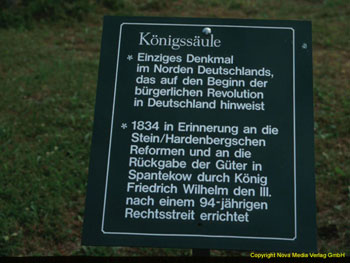 Königssäule
* Einziges Denkmal
im Norden Deutschlands,
das auf den Beginn der
bürgerlichen Revolution
in Deutschland hinweist
* 1834 in Erinnerung an die
Stein/Hardenbergschen
Reformen und an die
Rückgabe der Güter in
Spantekow durch König
Friedrich Wilhelm den III.
nach einem 94-jährigen
Rechtsstreit errichtet
Copyright Nova Media Verlag GmbH